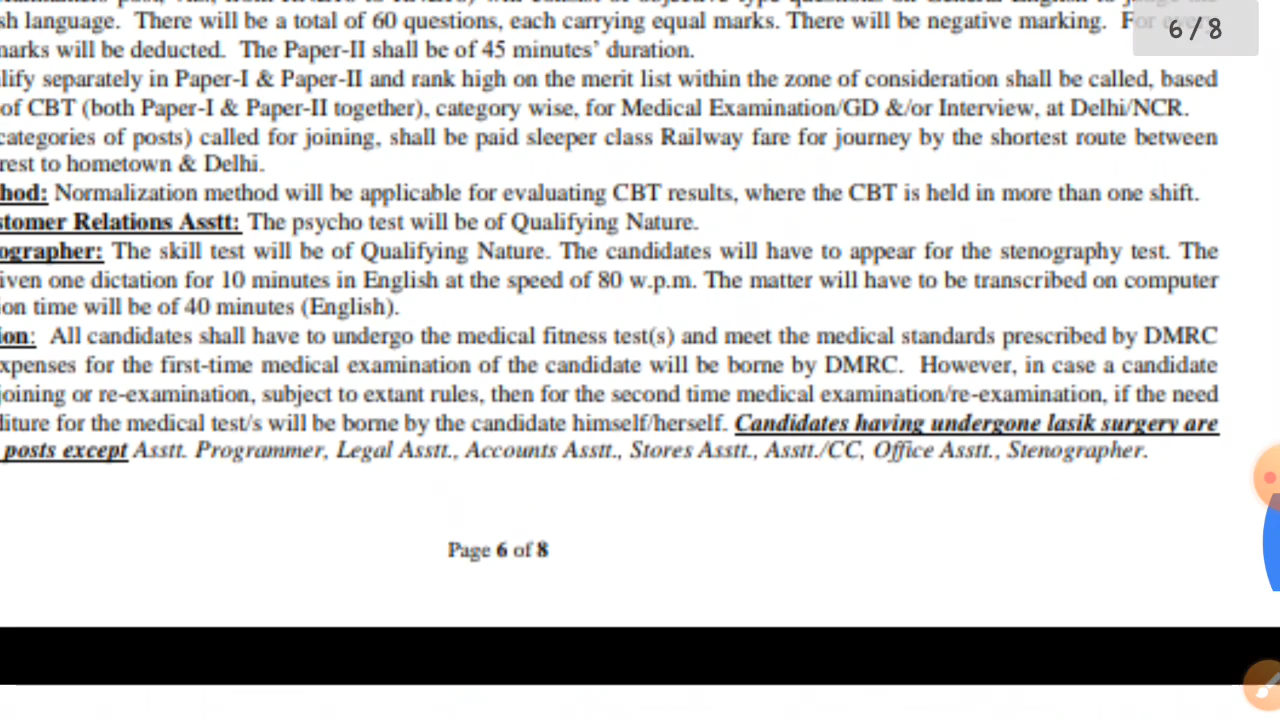 sh language. There will be a total of 60 questions, each carrying equal marks. There will be negative marking.
marks will be deducted. The Paper-II shall be of 45 minutes' duration.
lify separately in Paper-I & Paper-II and rank high on the merit list within the zone of consideration shall be called, based
of CBT (both Paper-I & Paper-II together), category wise, for Medical Examination/GD &/or Interview, at Delhi/NCR.
categories of posts) called for joining, shall be paid sleeper class Railway fare for journey by the shortest route between
rest to hometown & Delhi.
hod: Normalization method will be applicable for evaluating CBT results, where the CBT is held in more than one shift.
stomer Relations Asstt: The psycho test will be of Qualifying Nature.
ographer: The skill test will be of Qualifying Nature. The candidates will have to appear for the stenography test. The
iven one dictation for 10 minutes in English at the speed of 80 w.p.m. The matter will have to be transcribed on computer
ion time will be of 40 minutes (English).
ion: All candidates shall have to undergo the medical fitness test(s) and meet the medical standards prescribed by DMRC
xpenses for the first-time medical examination of the candidate will be borne by DMRC. However, in case a candidate
joining or re-examination, subject to extant rules, then for the second time medical examination/re-examination, if the need
diture for the medical test/s will be borne by the candidate himself/herself. Candidates having undergone lasik surgery are
posts except Asstt. Programmer, Legal Asstt., Accounts Asstt., Stores Asstt., Asstt./CC, Office Asstt., Stenographer.
Page 6 of 8
6/8